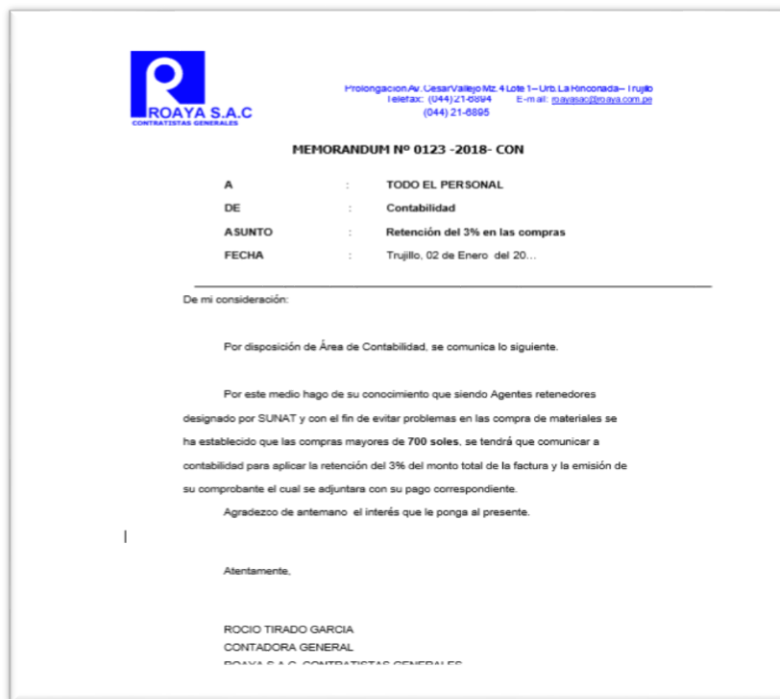 ROAYA S.A.C
CONTRATISTAS GENERALES
Prolongacion Av. Cesar Vallejo Mz. 4 Lote 1 – Urb. La Rinconada – Trujillo
Telefax: (044) 21-6894 E-mail: roayasac@roaya.com.pe
(044) 21-6895
MEMORANDUM Nº 0123 -2018- CON
A : TODO EL PERSONAL
DE : Contabilidad
ASUNTO : Retención del 3% en las compras
FECHA : Trujillo, 02 de Enero del 20...
De mi consideración:
Por disposición de Área de Contabilidad, se comunica lo siguiente.
Por este medio hago de su conocimiento que siendo Agentes retenedores
designado por SUNAT y con el fin de evitar problemas en las compra de materiales se
ha establecido que las compras mayores de 700 soles, se tendrá que comunicar a
contabilidad para aplicar la retención del 3% del monto total de la factura y la emisión de
su comprobante el cual se adjuntara con su pago correspondiente.
Agradezco de antemano el interés que le ponga al presente.
Atentamente,
ROCIO TIRADO GARCIA
CONTADORA GENERAL
ROAYA S.A.C. CONTRATISTAS GENERALES